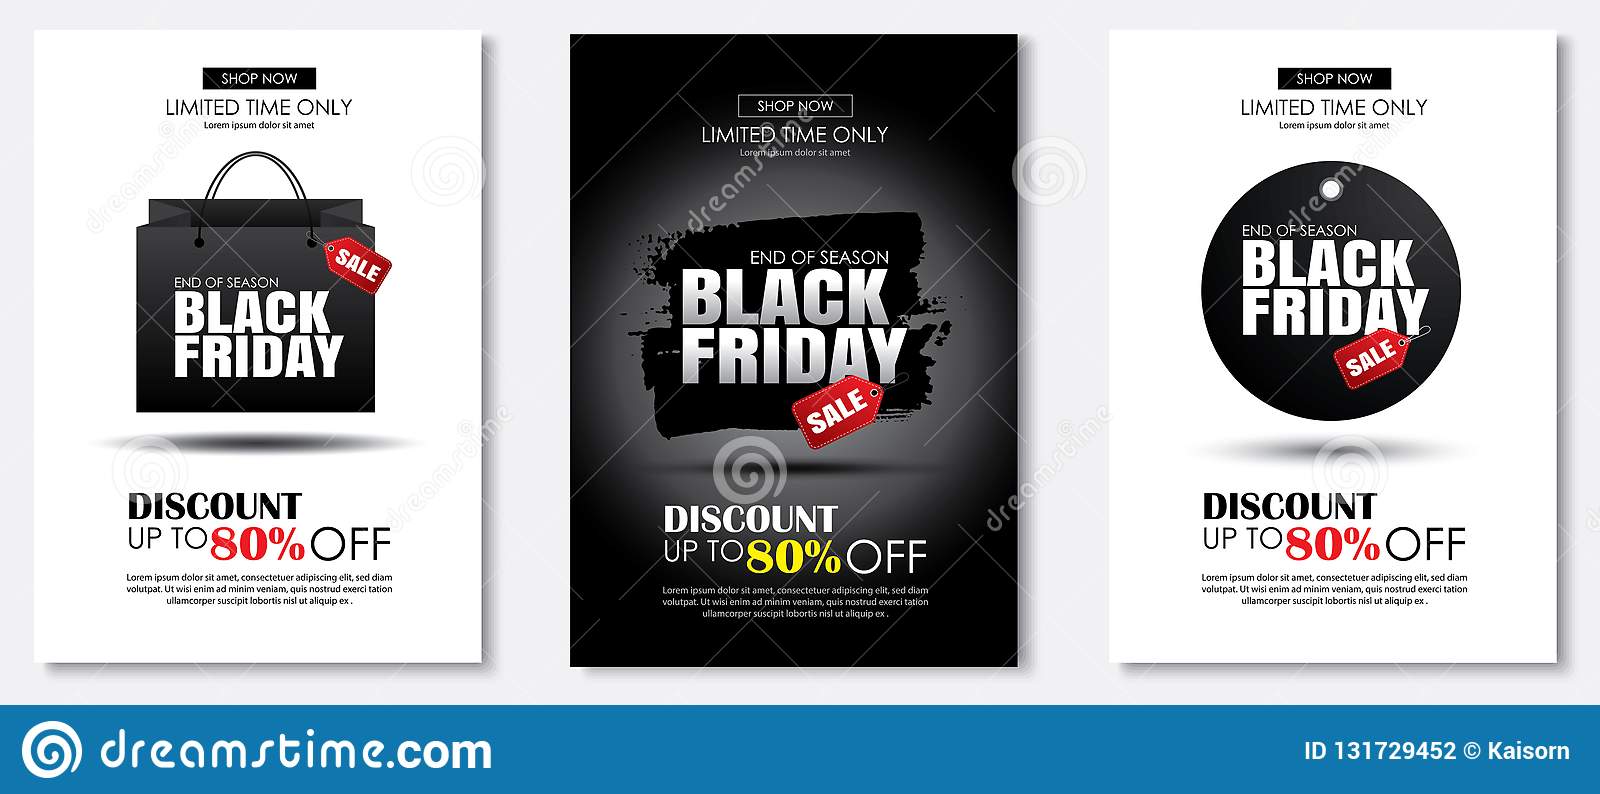 SHOP NOW
LIMITED TIME ONLY
Lorem ipsum dolor sit amet
END OF SEASON
BLACK
FRIDAY
SALE
DISCOUNT
UP TO 80% OFF
Lorem ipsum dolor sit amet, consectetuer adipiscing elit, sed diam
volutpat. Ut wisi enim ad minim veniam, quis nostrud exerci tation
ullamcorper suscipit lobortis nisl ut aliquip ex .
SHOP NOW
LIMITED TIME ONLY
Lorem ipsum dolor sit amet
END OF SEASON
BLACK
FRIDAY
SALE
DISCOUNT
UP TO 80% OFF
Lorem ipsum dolor sit amet, consectetuer adipiscing elit, sed diam
volutpat. Ut wisi enim ad minim veniam, quis nostrud exerci tation
ullamcorper suscipit lobortis nisl ut aliquip ex .
SHOP NOW
LIMITED TIME ONLY
Lorem ipsum dolor sit amet
END OF SEASON
BLACK
FRIDAY
SALE
DISCOUNT
UP TO 80% OFF
Lorem ipsum dolor sit amet, consectetuer adipiscing elit, sed diam
volutpat. Ut wisi enim ad minim veniam, quis nostrud exerci tation
ullamcorper suscipit lobortis nisl ut aliquip ex .
dreamstime.com
ID 131729452 © Kaisorn